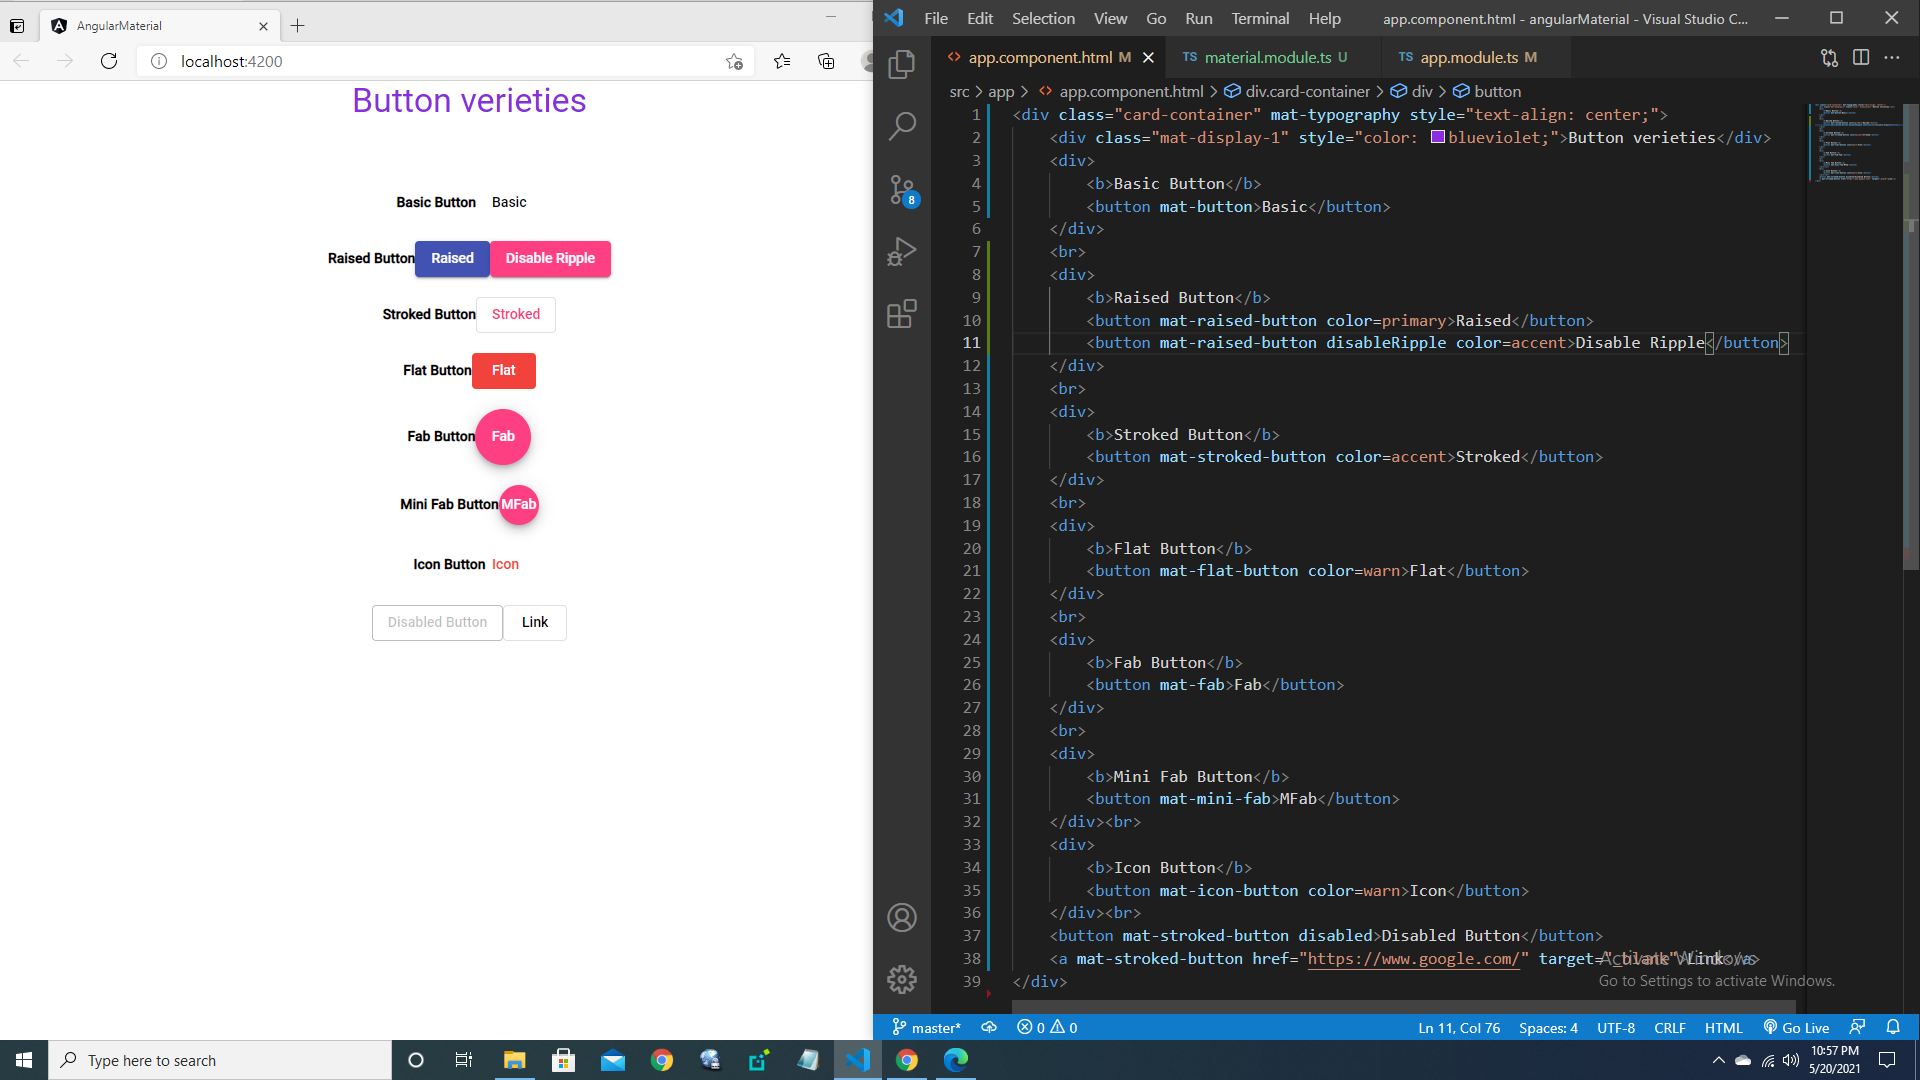 AngularMaterial
localhost:4200
Button verieties
Basic Button Basic
Raised Button Raised Disable Ripple
Stroked Button Stroked
Flat Button Flat
Fab Button Fab
Mini Fab Button MFab
Icon Button Icon
Disabled Button Link
File Edit Selection View Go Run Terminal Help app.component.html - angularMaterial - Visual Studio C...
<> app.component.html M TS material.module.ts U TS app.module.ts M
src > app > <> app.component.html > div.card-container > div > button
8
1 <div class="card-container" mat-typography style="text-align: center;">
2 <div class="mat-display-1" style="color: blueviolet;">Button verieties</div>
3 <div>
4 <b>Basic Button</b>
5 <button mat-button>Basic</button>
6 </div>
7 <br>
8 <div>
9 <b>Raised Button</b>
10 <button mat-raised-button color=primary>Raised</button>
11 <button mat-raised-button disableRipple color=accent>Disable Ripple</button>
12 </div>
13 <br>
14 <div>
15 <b>Stroked Button</b>
16 <button mat-stroked-button color=accent>Stroked</button>
17 </div>
18 <br>
19 <div>
20 <b>Flat Button</b>
21 <button mat-flat-button color=warn>Flat</button>
22 </div>
23 <br>
24 <div>
25 <b>Fab Button</b>
26 <button mat-fab>Fab</button>
27 </div>
28 <br>
29 <div>
30 <b>Mini Fab Button</b>
31 <button mat-mini-fab>MFab</button>
32 </div><br>
33 <div>
34 <b>Icon Button</b>
35 <button mat-icon-button color=warn>Icon</button>
36 </div><br>
37 <button mat-stroked-button disabled>Disabled Button</button>
38 <a mat-stroked-button href="https://www.google.com/" target="_blank">Link</a>
39 </div>
Activate Windows
Go to Settings to activate Windows.
master* 0 0 Ln 11, Col 76 Spaces: 4 UTF-8 CRLF HTML Go Live
Type here to search
10:57 PM
5/20/2021